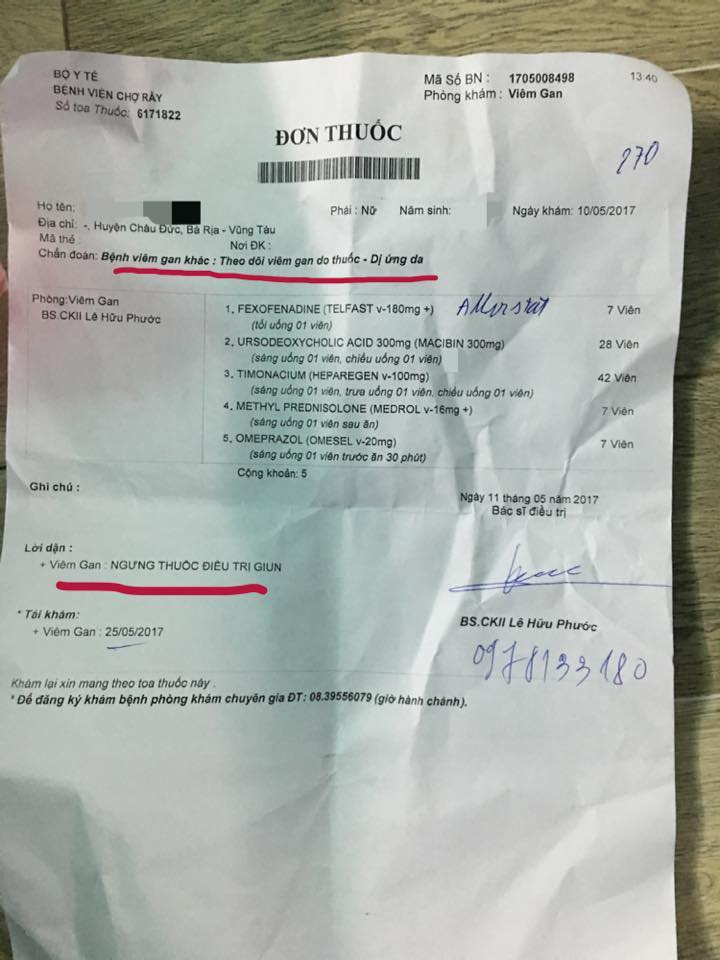 BỘ Y TẾ
BỆNH VIỆN CHỢ RẪY
Số toa Thuốc: 6171822
Mã Số BN : 1705008498
13:40
Phòng khám : Viêm Gan
ĐƠN THUỐC
270
Họ tên:
Phái : Nữ Năm sinh: Ngày khám: 10/05/2017
Địa chỉ: -, Huyện Châu Đức, Bà Rịa - Vũng Tàu
Mã thẻ : Nơi ĐK :
Chẩn đoán: Bệnh viêm gan khác : Theo dõi viêm gan do thuốc - Dị ứng da
Phòng:Viêm Gan
BS.CKII Lê Hữu Phước
1. FEXOFENADINE (TELFAST v-180mg +) 7 Viên
(tối uống 01 viên)
2. URSODEOXYCHOLIC ACID 300mg (MACIBIN 300mg) 28 Viên
(sáng uống 01 viên, chiều uống 01 viên)
3. TIMONACIUM (HEPAREGEN v-100mg) 42 Viên
(sáng uống 01 viên, trưa uống 01 viên, chiều uống 01 viên)
4. METHYL PREDNISOLONE (MEDROL v-16mg +) 7 Viên
(sáng uống 01 viên sau ăn)
5. OMEPRAZOL (OMESEL v-20mg) 7 Viên
(sáng uống 01 viên trước ăn 30 phút)
Cộng khoản: 5
Ghi chú :
Ngày 11 tháng 05 năm 2017
Bác sĩ điều trị
Lời dặn :
+ Viêm Gan : NGƯNG THUỐC ĐIỀU TRỊ GIUN
* Tái khám:
+ Viêm Gan : 25/05/2017
BS.CKII Lê Hữu Phước
0978133180
Khám lại xin mang theo toa thuốc này .
* Để đăng ký khám bệnh phòng khám chuyên gia ĐT: 08.39556079 (giờ hành chánh).